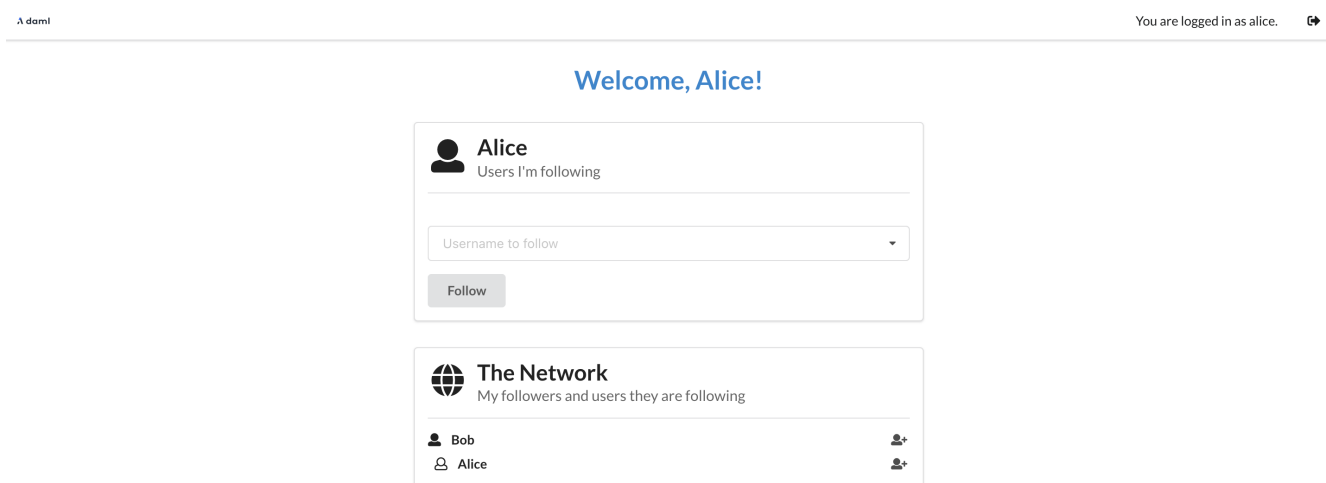 daml
You are logged in as alice.
Welcome, Alice!
Alice
Users I'm following
Username to follow
Follow
The Network
My followers and users they are following
Bob
Alice